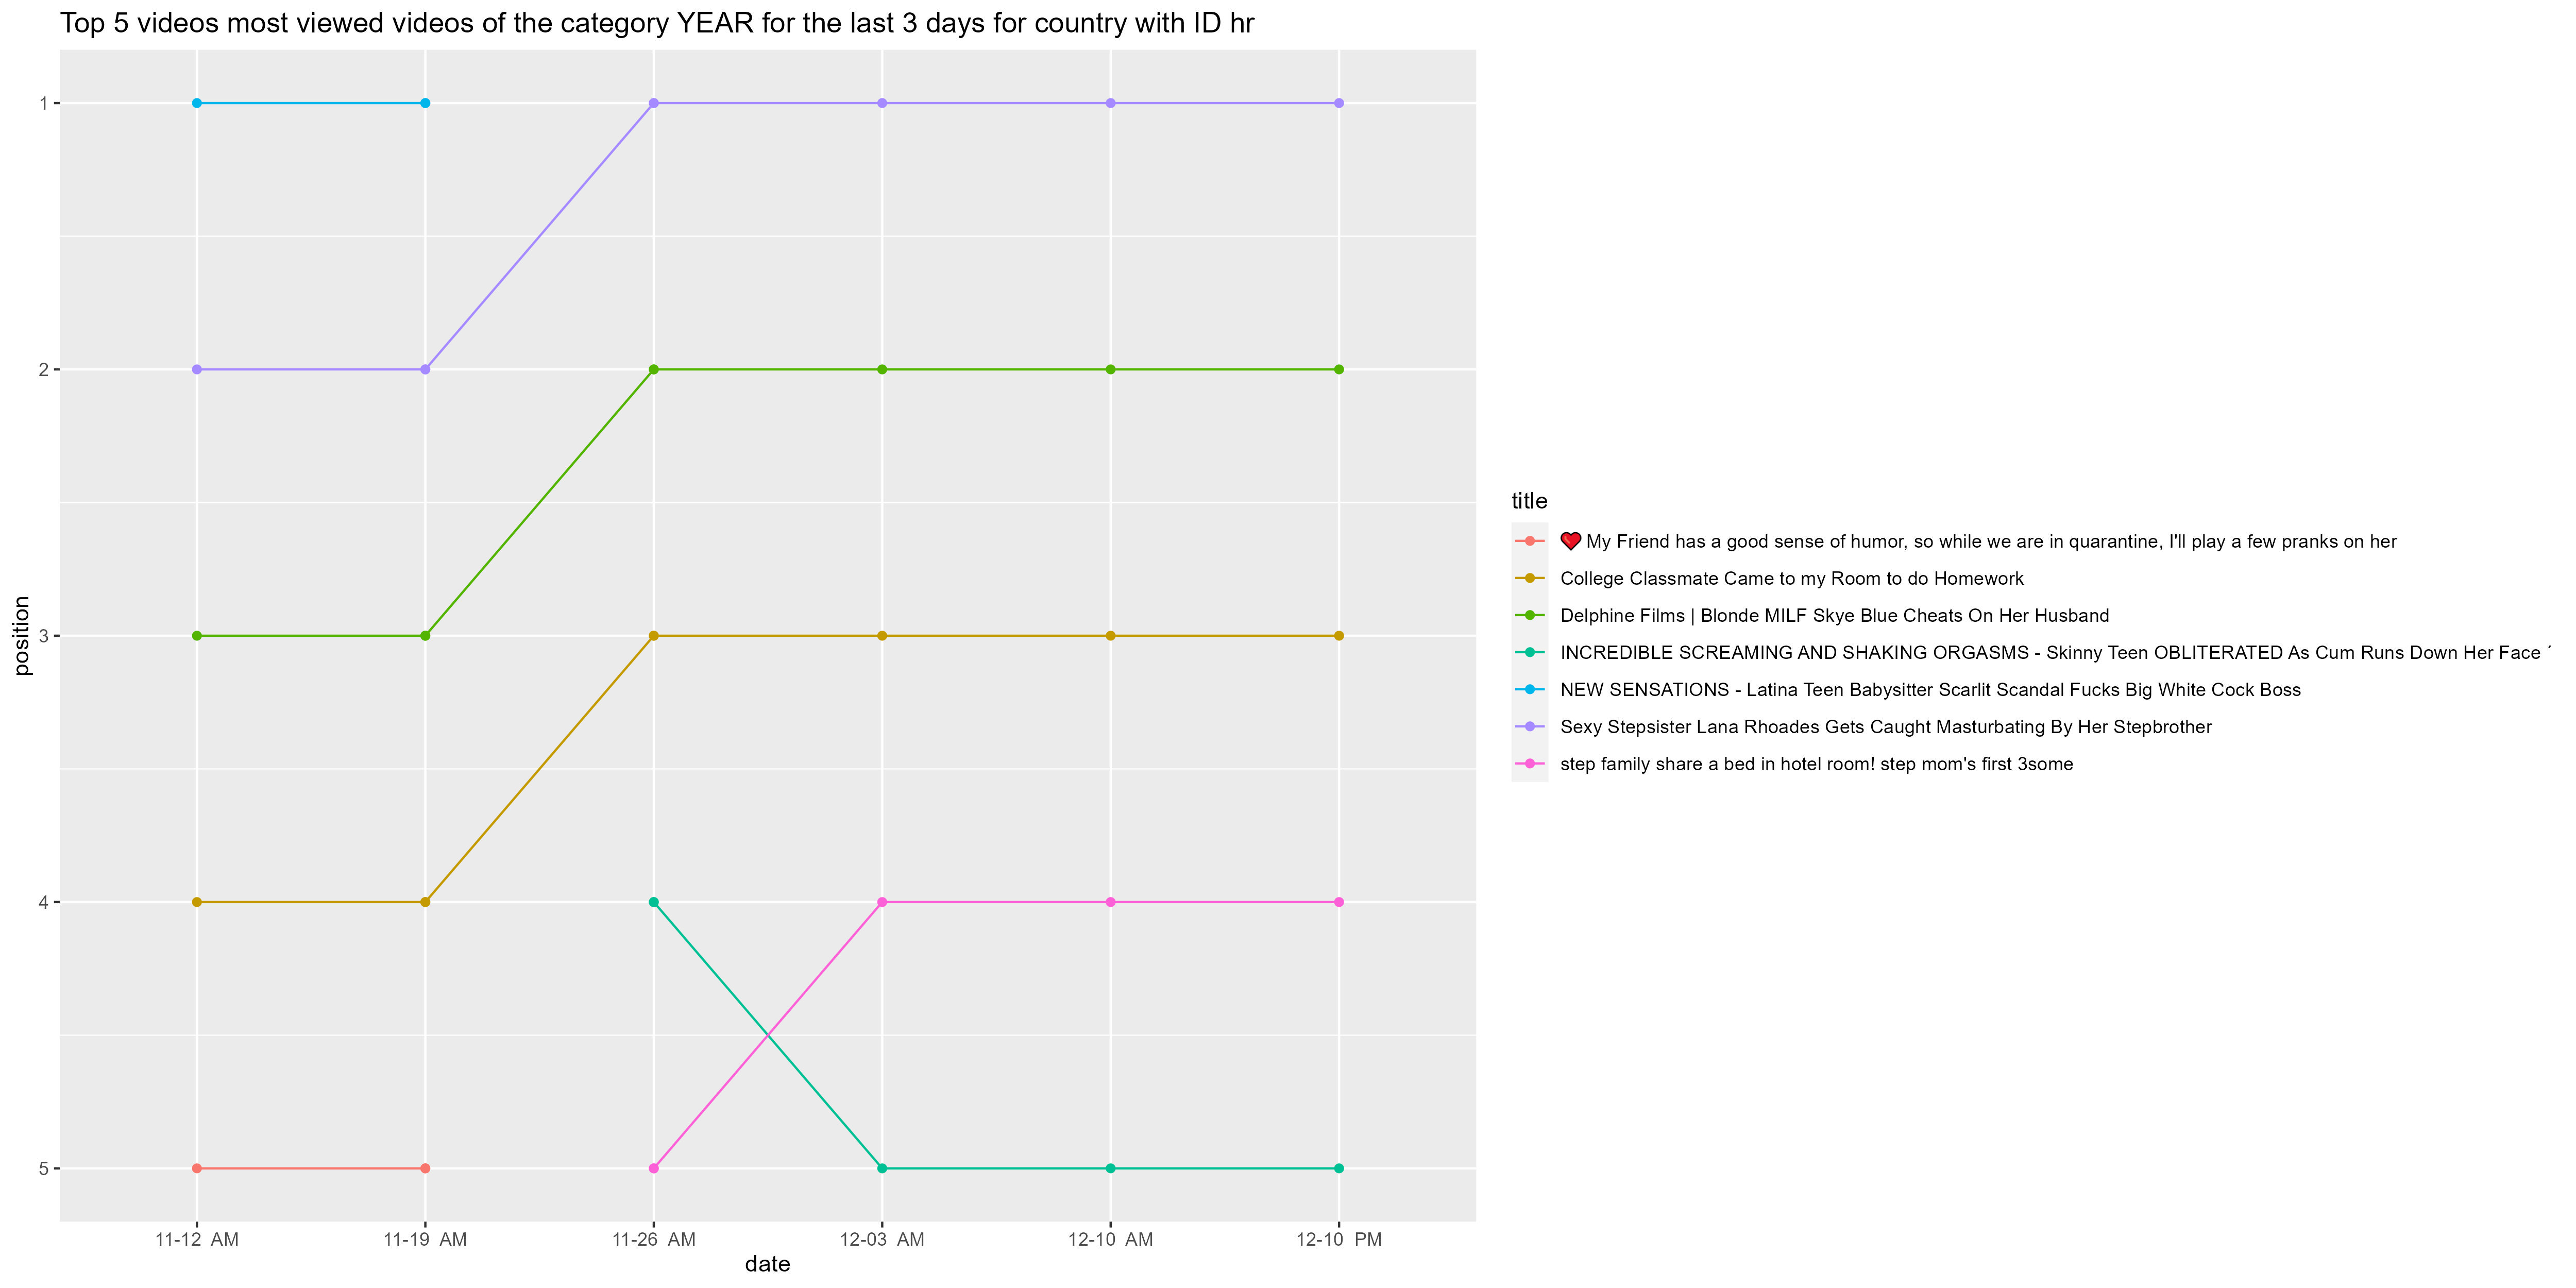 Top 5 videos most viewed videos of the category YEAR for the last 3 days for country with ID hr
1
2
3
4
5
position
11-12 AM
11-19 AM
11-26 AM
12-03 AM
12-10 AM
12-10 PM
date
title
❤️ My Friend has a good sense of humor, so while we are in quarantine, I'll play a few pranks on her
College Classmate Came to my Room to do Homework
Delphine Films | Blonde MILF Skye Blue Cheats On Her Husband
INCREDIBLE SCREAMING AND SHAKING ORGASMS - Skinny Teen OBLITERATED As Cum Runs Down Her Face
NEW SENSATIONS - Latina Teen Babysitter Scarlit Scandal Fucks Big White Cock Boss
Sexy Stepsister Lana Rhoades Gets Caught Masturbating By Her Stepbrother
step family share a bed in hotel room! step mom's first 3some